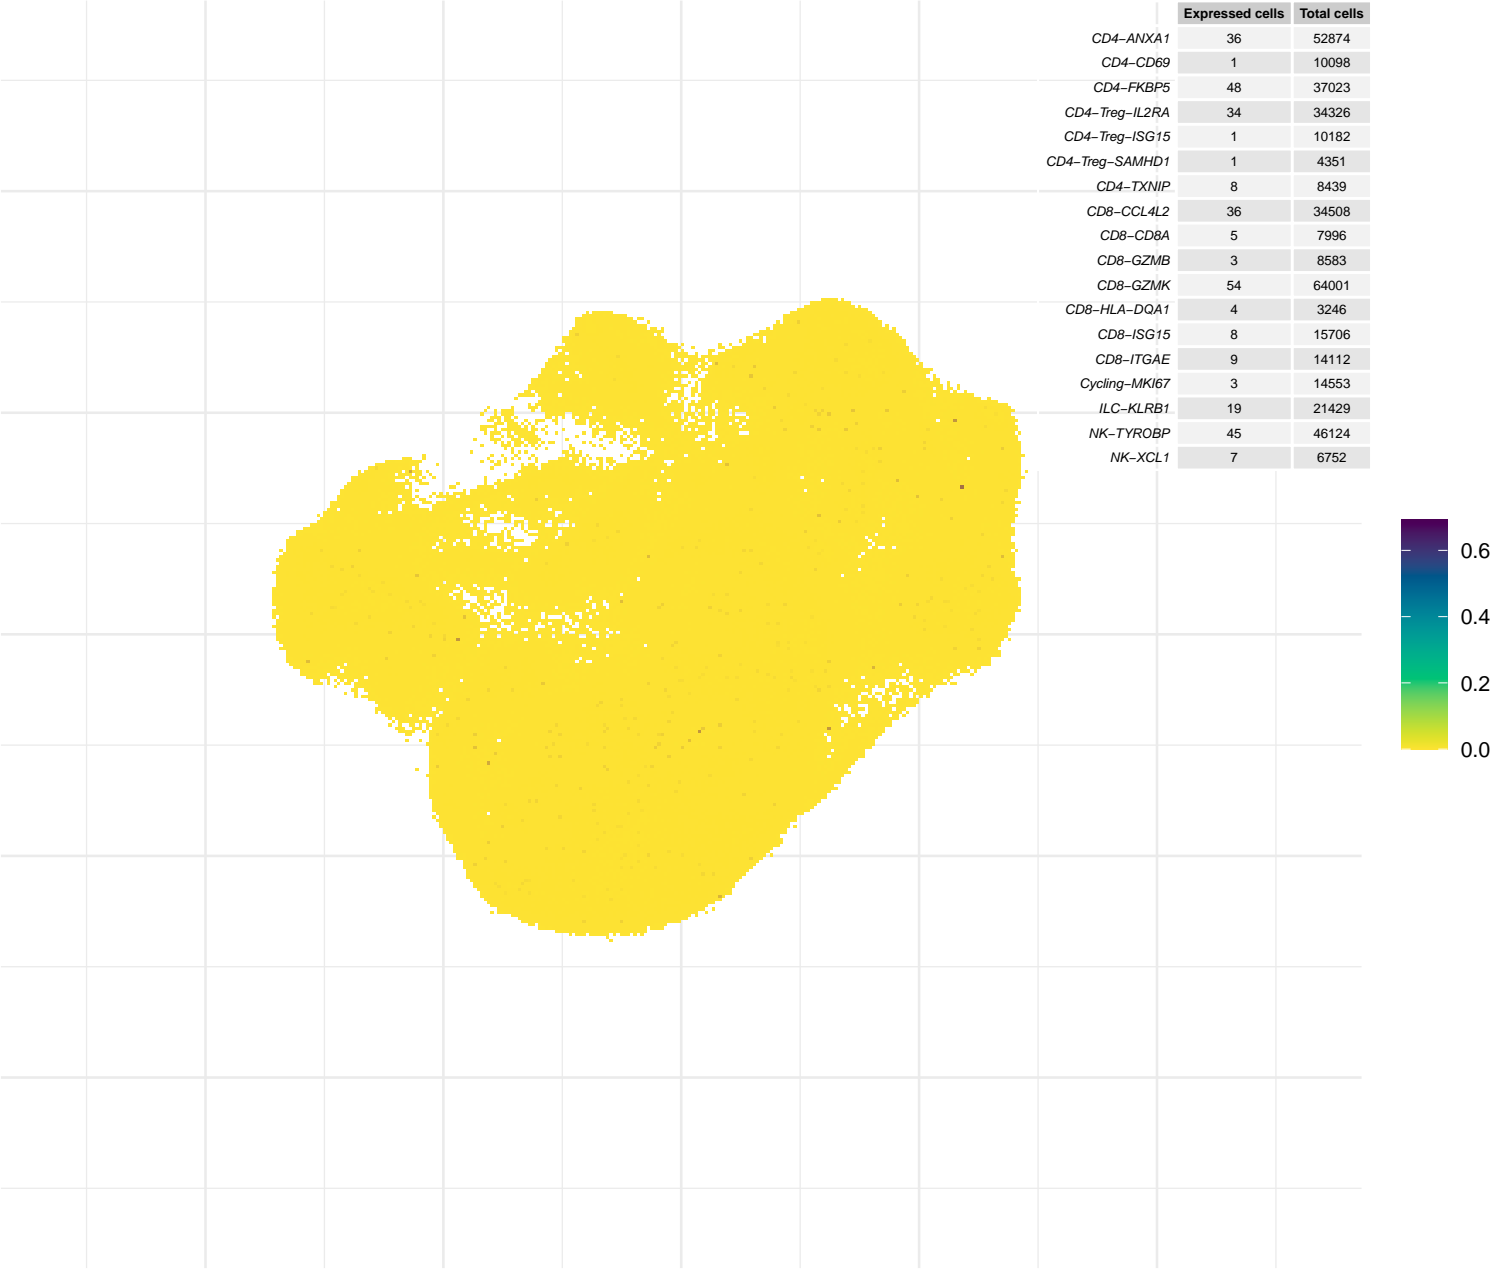 Expressed cells Total cells
CD4−ANXA1 36 52874
CD4−CD69 1 10098
CD4−FKBP5 48 37023
CD4−Treg−IL2RA 34 34326
CD4−Treg−ISG15 1 10182
CD4−Treg−SAMHD1 1 4351
CD4−TXNIP 8 8439
CD8−CCL4L2 36 34508
CD8−CD8A 5 7996
CD8−GZMB 3 8583
CD8−GZMK 54 64001
CD8−HLA−DQA1 4 3246
CD8−ISG15 8 15706
CD8−ITGAE 9 14112
Cycling−MKI67 3 14553
ILC−KLRB1 19 21429
NK−TYROBP 45 46124
NK−XCL1 7 6752
0.6
0.4
0.2
0.0